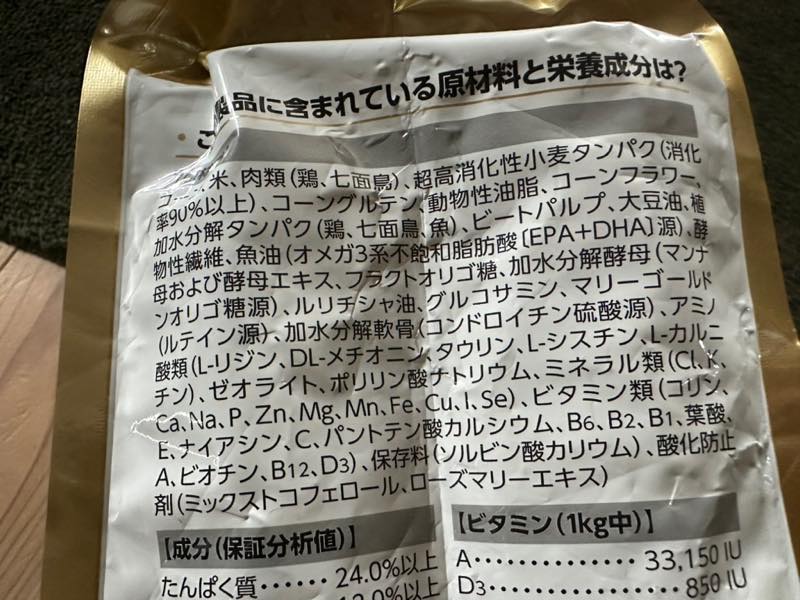 品に含まれている原材料と栄養成分は?
米、肉類(鶏、七面鳥)、超高消化性小麦タンパク(消化
率90%以上)、コーングルテン、動物性油脂、コーンフラワー、
加水分解タンパク(鶏、七面鳥、魚)、ビートパルプ、大豆油、植
物性繊維、魚油(オメガ3系不飽和脂肪酸〔EPA+DHA〕源)、酵
母および酵母エキス、フラクトオリゴ糖、加水分解酵母(マンナ
ンオリゴ糖源)、ルリチシャ油、グルコサミン、マリーゴールド
(ルテイン源)、加水分解軟骨(コンドロイチン硫酸源)、アミノ
酸類(L-リジン、DL-メチオニン、タウリン、L-シスチン、L-カルニ
チン)、ゼオライト、ポリリン酸ナトリウム、ミネラル類(Cl、K、
Ca、Na、P、Zn、Mg、Mn、Fe、Cu、I、Se)、ビタミン類(コリン、
E、ナイアシン、C、パントテン酸カルシウム、B6、B2、B1、葉酸、
A、ビオチン、B12、D3)、保存料(ソルビン酸カリウム)、酸化防止
剤(ミックストコフェロール、ローズマリーエキス)
【成分(保証分析値)】
たんぱく質・・・・・・24.0%以上
【ビタミン(1kg中)】
A・・・・・・・・・・・・・33,150 IU
D3・・・・・・・・・・・・・・850 IU